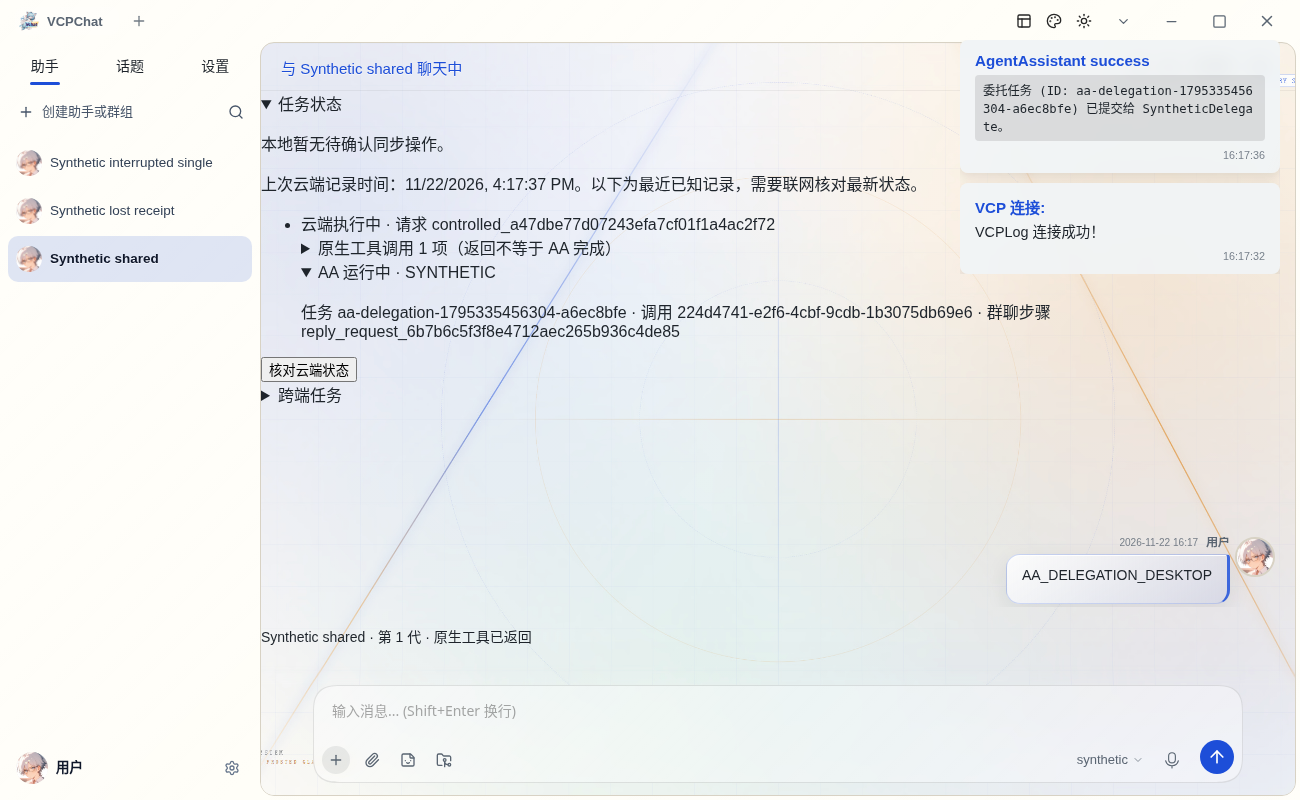 VCPChat
助手
话题
设置
创建助手或群组
Synthetic interrupted single
Synthetic lost receipt
Synthetic shared
用户
与 Synthetic shared 聊天中
任务状态
本地暂无待确认同步操作。
上次云端记录时间：11/22/2026, 4:17:37 PM。以下为最近已知记录，需要联网核对最新状态。
云端执行中 · 请求 controlled_a47dbe77d07243efa7cf01f1a4ac2f72
原生工具调用 1 项（返回不等于 AA 完成）
AA 运行中 · SYNTHETIC
任务 aa-delegation-1795335456304-a6ec8bfe · 调用 224d4741-e2f6-4cbf-9cdb-1b3075db69e6 · 群聊步骤
reply_request_6b7b6c5f3f8e4712aec265b936c4de85
核对云端状态
跨端任务
AgentAssistant success
委托任务 (ID: aa-delegation-1795335456
304-a6ec8bfe) 已提交给 SyntheticDelega
te。
16:17:36
VCP 连接:
VCPLog 连接成功!
16:17:32
2026-11-22 16:17 用户
AA_DELEGATION_DESKTOP
Synthetic shared · 第 1 代 · 原生工具已返回
输入消息... (Shift+Enter 换行)
synthetic